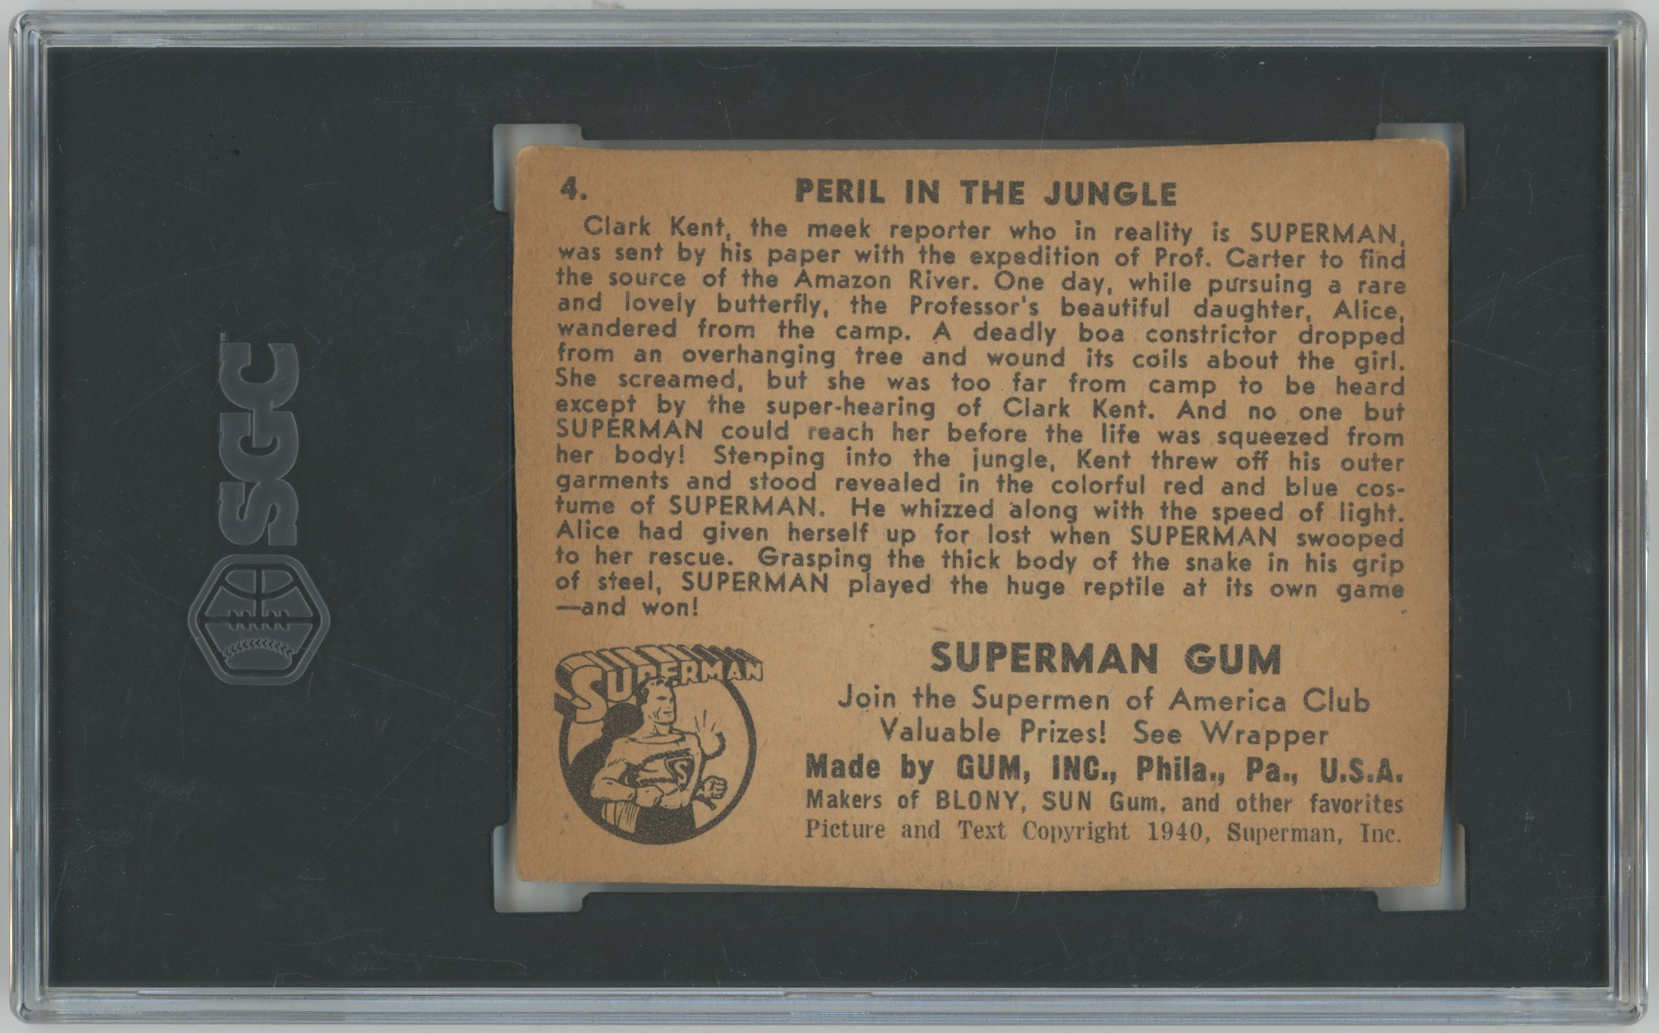 SGC
4. PERIL IN THE JUNGLE
Clark Kent, the meek reporter who in reality is SUPERMAN,
was sent by his paper with the expedition of Prof. Carter to find
the source of the Amazon River. One day, while pursuing a rare
and lovely butterfly, the Professor's beautiful daughter, Alice,
wandered from the camp. A deadly boa constrictor dropped
from an overhanging tree and wound its coils about the girl.
She screamed, but she was too far from camp to be heard
except by the super-hearing of Clark Kent. And no one but
SUPERMAN could reach her before the life was squeezed from
her body! Stepping into the jungle, Kent threw off his outer
garments and stood revealed in the colorful red and blue cos-
tume of SUPERMAN. He whizzed along with the speed of light.
Alice had given herself up for lost when SUPERMAN swooped
to her rescue. Grasping the thick body of the snake in his grip
of steel, SUPERMAN played the huge reptile at its own game
—and won!
SUPERMAN
S
SUPERMAN GUM
Join the Supermen of America Club
Valuable Prizes! See Wrapper
Made by GUM, INC., Phila., Pa., U.S.A.
Makers of BLONY, SUN Gum, and other favorites
Picture and Text Copyright 1940, Superman, Inc.